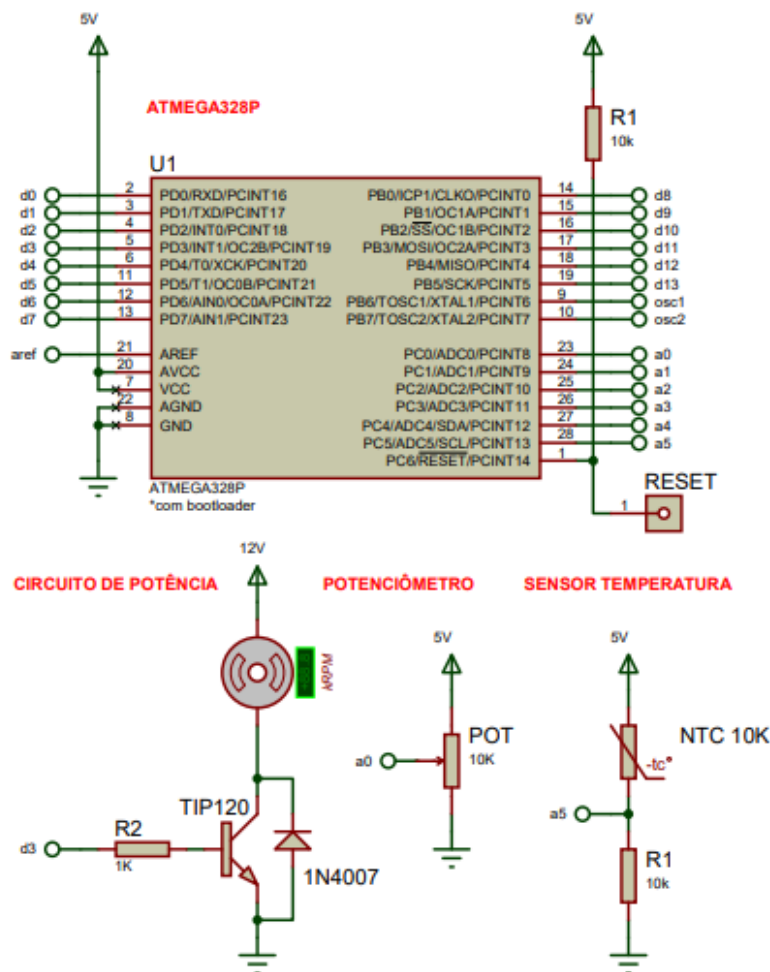 5V
5V
ATMEGA328P
R1
10k
U1
d0 2 PD0/RXD/PCINT16 PB0/ICP1/CLKO/PCINT0 14 d8
d1 3 PD1/TXD/PCINT17 PB1/OC1A/PCINT1 15 d9
d2 4 PD2/INT0/PCINT18 PB2/SS/OC1B/PCINT2 16 d10
d3 5 PD3/INT1/OC2B/PCINT19 PB3/MOSI/OC2A/PCINT3 17 d11
d4 6 PD4/T0/XCK/PCINT20 PB4/MISO/PCINT4 18 d12
d5 11 PD5/T1/OC0B/PCINT21 PB5/SCK/PCINT5 19 d13
d6 12 PD6/AIN0/OC0A/PCINT22 PB6/TOSC1/XTAL1/PCINT6 9 osc1
d7 13 PD7/AIN1/PCINT23 PB7/TOSC2/XTAL2/PCINT7 10 osc2
aref 21 AREF PC0/ADC0/PCINT8 23 a0
20 AVCC PC1/ADC1/PCINT9 24 a1
7 VCC PC2/ADC2/PCINT10 25 a2
22 AGND PC3/ADC3/PCINT11 26 a3
8 GND PC4/ADC4/SDA/PCINT12 27 a4
PC5/ADC5/SCL/PCINT13 28 a5
PC6/RESET/PCINT14 1
ATMEGA328P
*com bootloader
RESET
1
12V
CIRCUITO DE POTÊNCIA
POTENCIÔMETRO
SENSOR TEMPERATURA
5V
5V
kRPM
POT
10K
a0
NTC 10K
-tc°
a5
TIP120
R2
1K
d3
1N4007
R1
10k